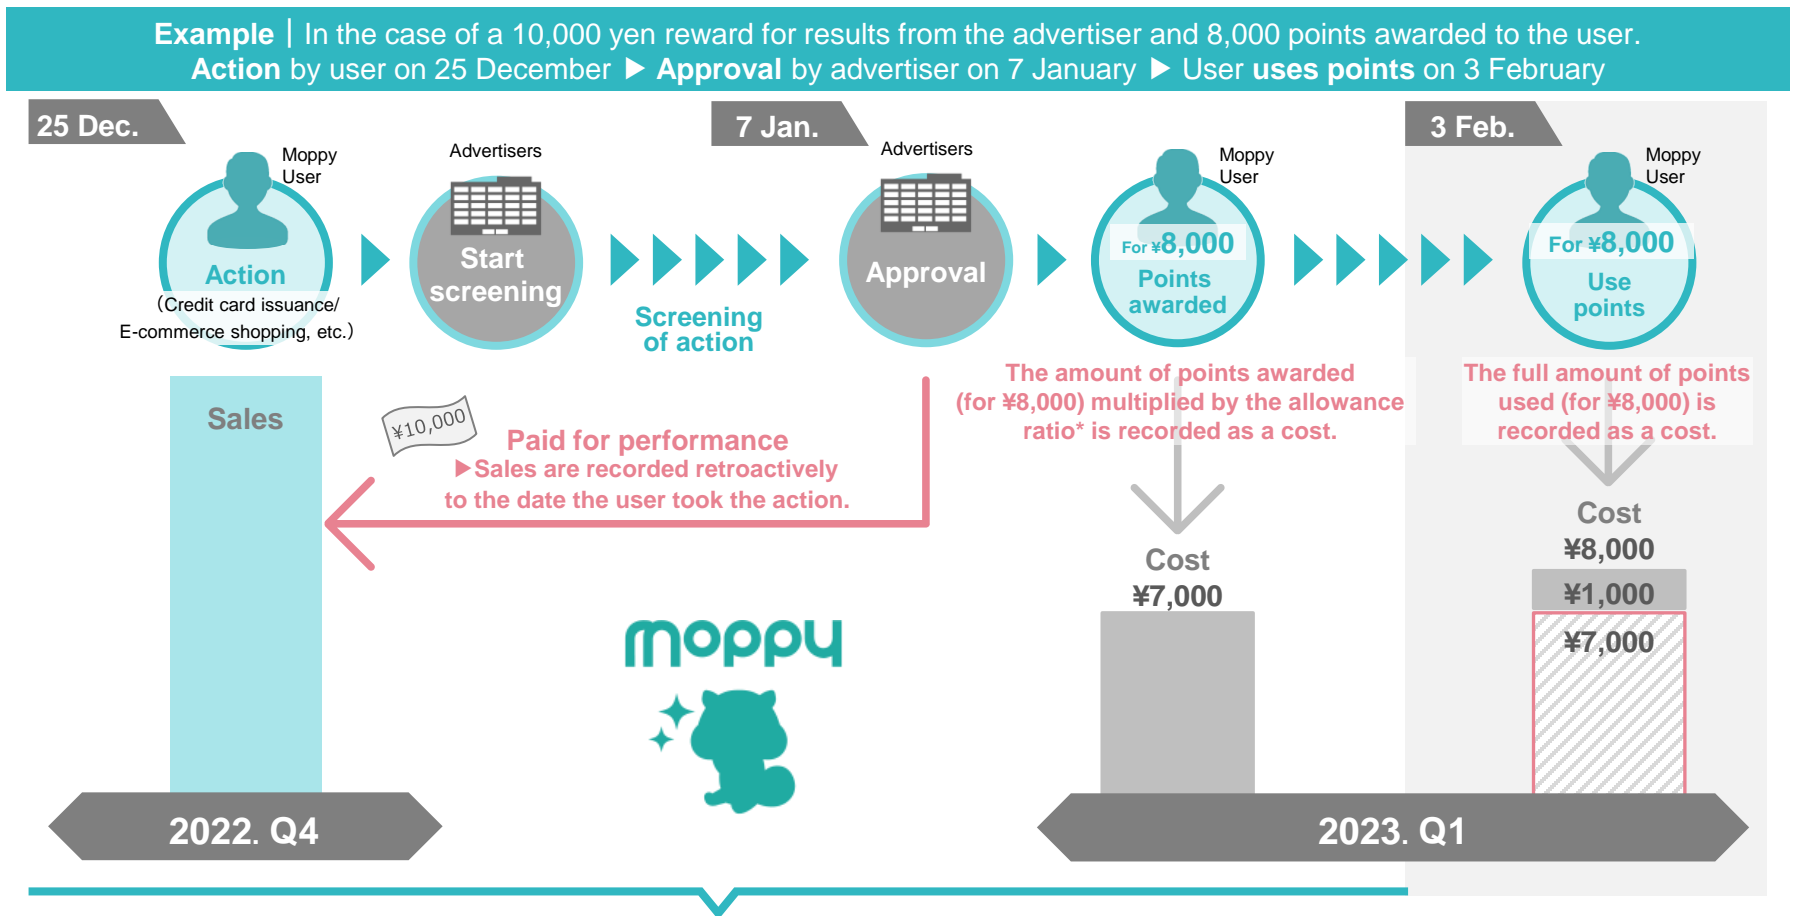 Example｜In the case of a 10,000 yen reward for results from the advertiser and 8,000 points awarded to the user.
Action by user on 25 December ▶ Approval by advertiser on 7 January ▶ User uses points on 3 February
25 Dec.
Moppy
User
Action
（Credit card issuance/
E-commerce shopping, etc.）
Advertisers
Start
screening
Screening
of action
7 Jan.
Advertisers
Approval
Moppy
User
For ¥8,000
Points
awarded
3 Feb.
Moppy
User
For ¥8,000
Use
points
Sales
¥10,000
Paid for performance
▶Sales are recorded retroactively
to the date the user took the action.
The amount of points awarded
(for ¥8,000) multiplied by the allowance
ratio* is recorded as a cost.
The full amount of points
used (for ¥8,000) is
recorded as a cost.
Cost
¥7,000
Cost
¥8,000
¥1,000
¥7,000
moppy
2022. Q4
2023. Q1